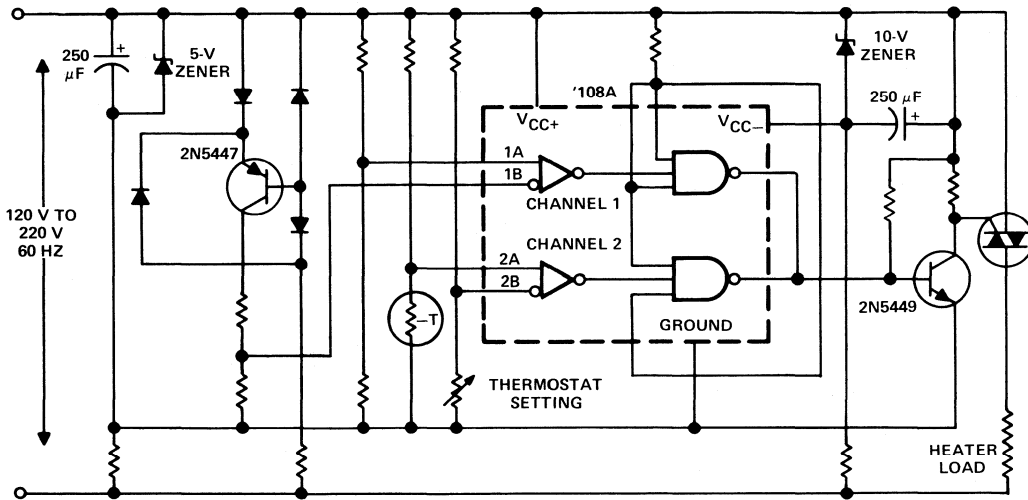 250
μF
+
5-V
ZENER
2N5447
120 V TO
220 V
60 HZ
'108A
VCC+
VCC−
1A
1B
CHANNEL 1
CHANNEL 2
2A
2B
GROUND
−T
THERMOSTAT
SETTING
10-V
ZENER
250 μF
+
2N5449
HEATER
LOAD